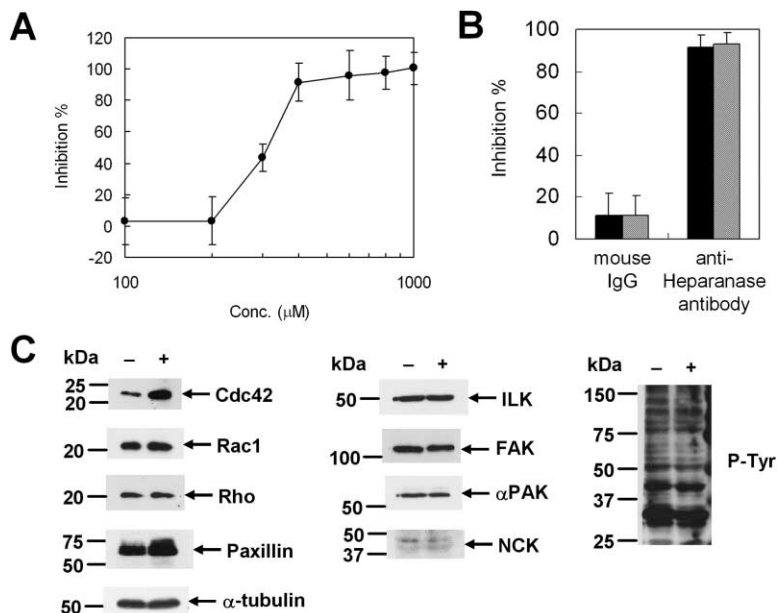 A
120
100
80
60
40
20
0
-20
Inhibition %
100 1000
Conc. (μM)
B
100
80
60
40
20
0
Inhibition %
mouse IgG
anti-Heparanase antibody
C
kDa – +
25
20
Cdc42
20
Rac1
20
Rho
75
50
Paxillin
50
α-tubulin
kDa – +
50
ILK
100
FAK
50
αPAK
50
37
NCK
kDa – +
150
75
50
37
25
P-Tyr